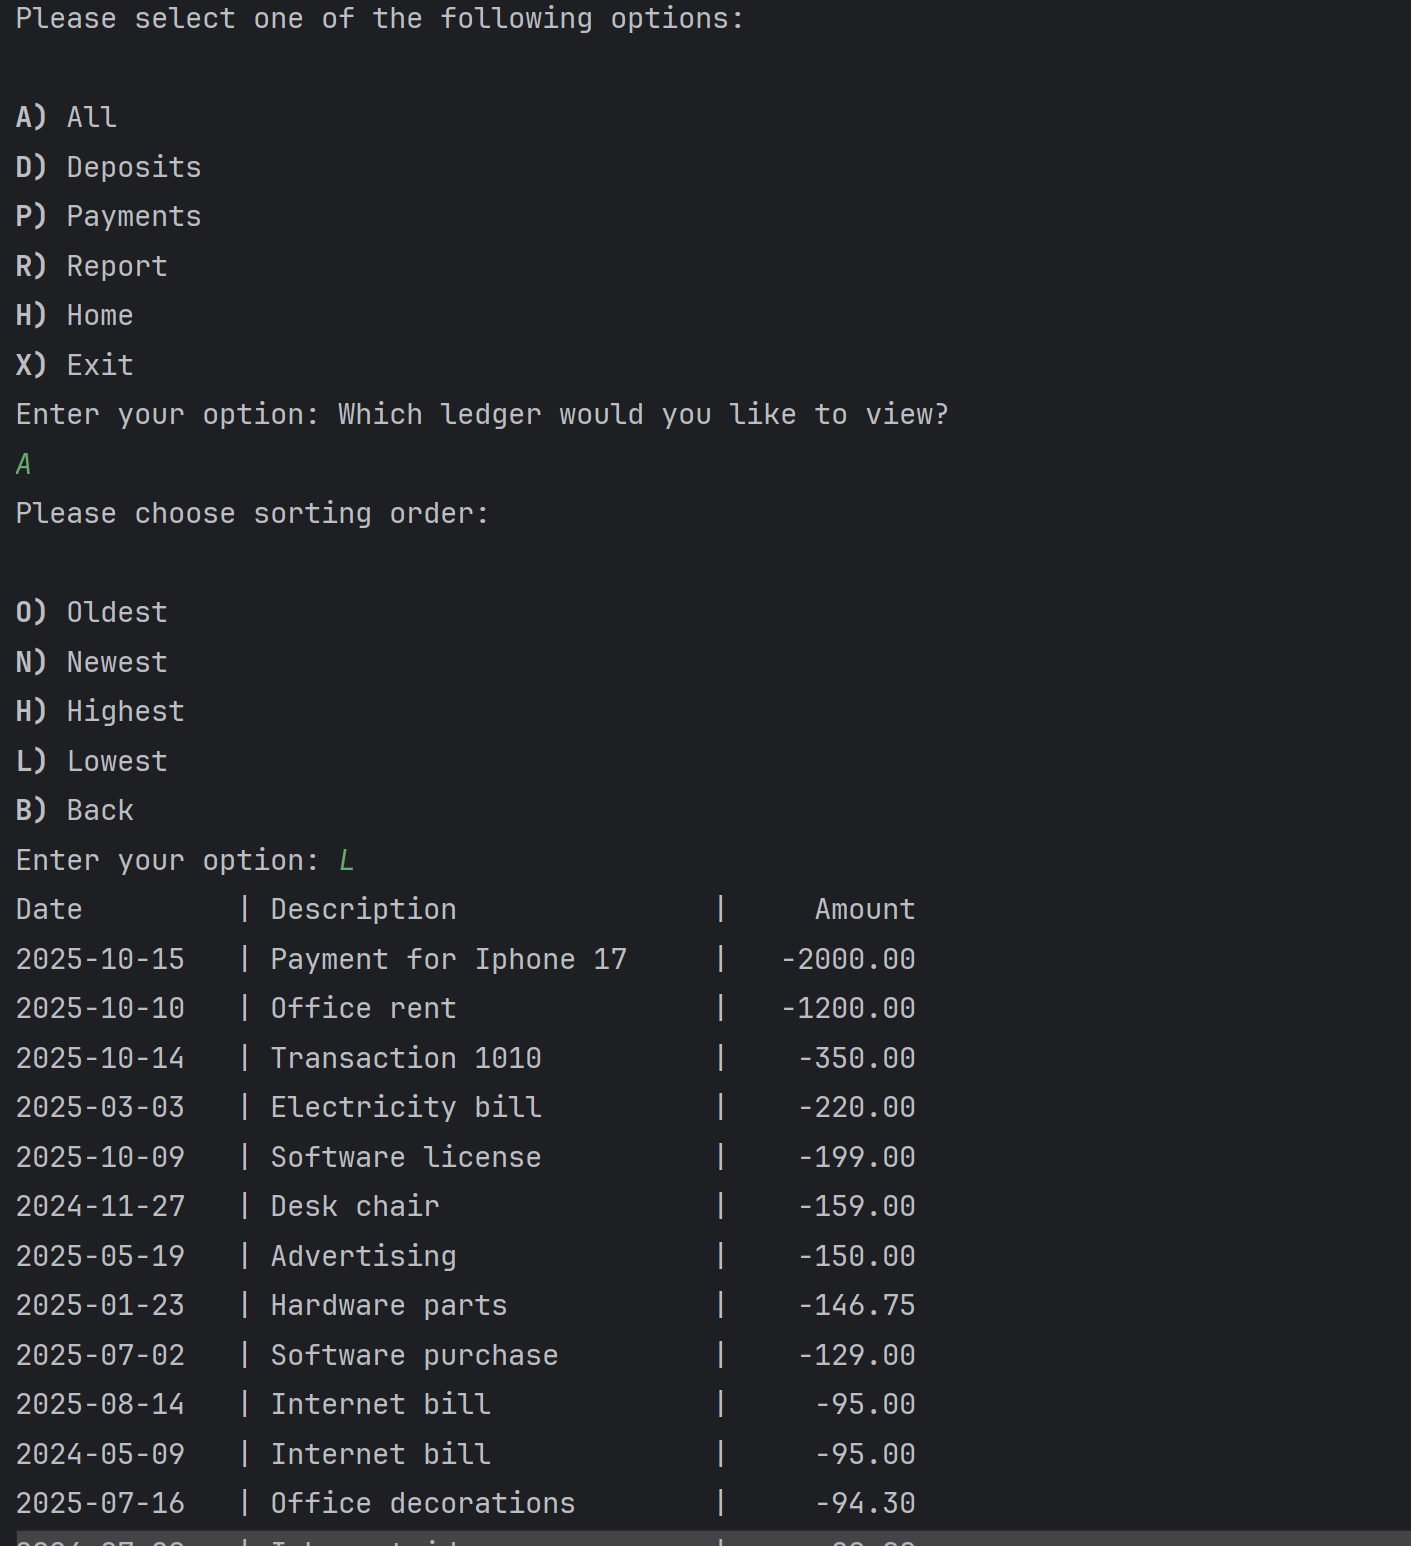 Please select one of the following options:
A) All
D) Deposits
P) Payments
R) Report
H) Home
X) Exit
Enter your option: Which ledger would you like to view?
A
Please choose sorting order:
O) Oldest
N) Newest
H) Highest
L) Lowest
B) Back
Enter your option: L
Date | Description | Amount
2025-10-15 | Payment for Iphone 17 | -2000.00
2025-10-10 | Office rent | -1200.00
2025-10-14 | Transaction 1010 | -350.00
2025-03-03 | Electricity bill | -220.00
2025-10-09 | Software license | -199.00
2024-11-27 | Desk chair | -159.00
2025-05-19 | Advertising | -150.00
2025-01-23 | Hardware parts | -146.75
2025-07-02 | Software purchase | -129.00
2025-08-14 | Internet bill | -95.00
2024-05-09 | Internet bill | -95.00
2025-07-16 | Office decorations | -94.30